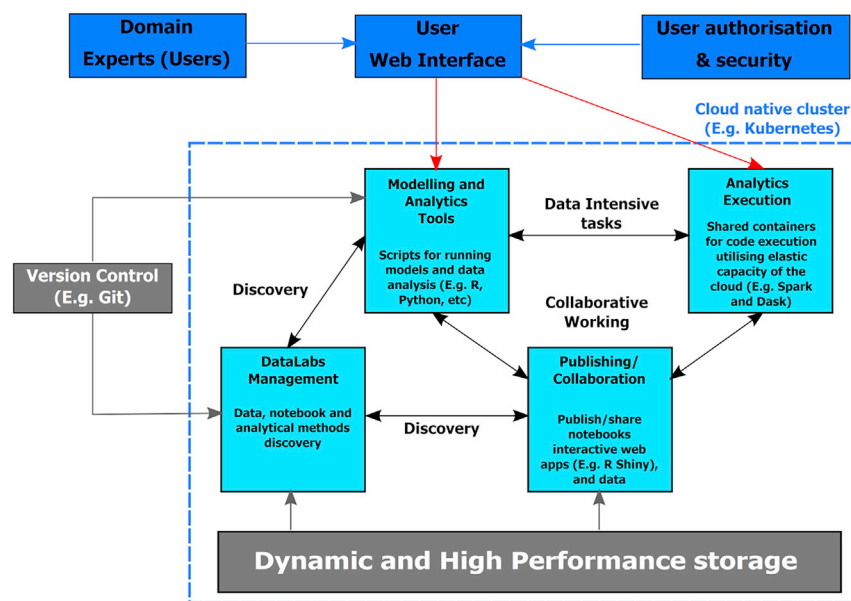 Domain
Experts (Users)
User
Web Interface
User authorisation
& security
Cloud native cluster
(E.g. Kubernetes)
Modelling and
Analytics
Tools
Scripts for running
models and data
analysis (E.g. R,
Python, etc)
Data Intensive
tasks
Analytics
Execution
Shared containers
for code execution
utilising elastic
capacity of the
cloud (E.g. Spark
and Dask)
Version Control
(E.g. Git)
Discovery
Collaborative
Working
DataLabs
Management
Data, notebook and
analytical methods
discovery
Discovery
Publishing/
Collaboration
Publish/share
notebooks
interactive web
apps (E.g. R Shiny),
and data
Dynamic and High Performance storage